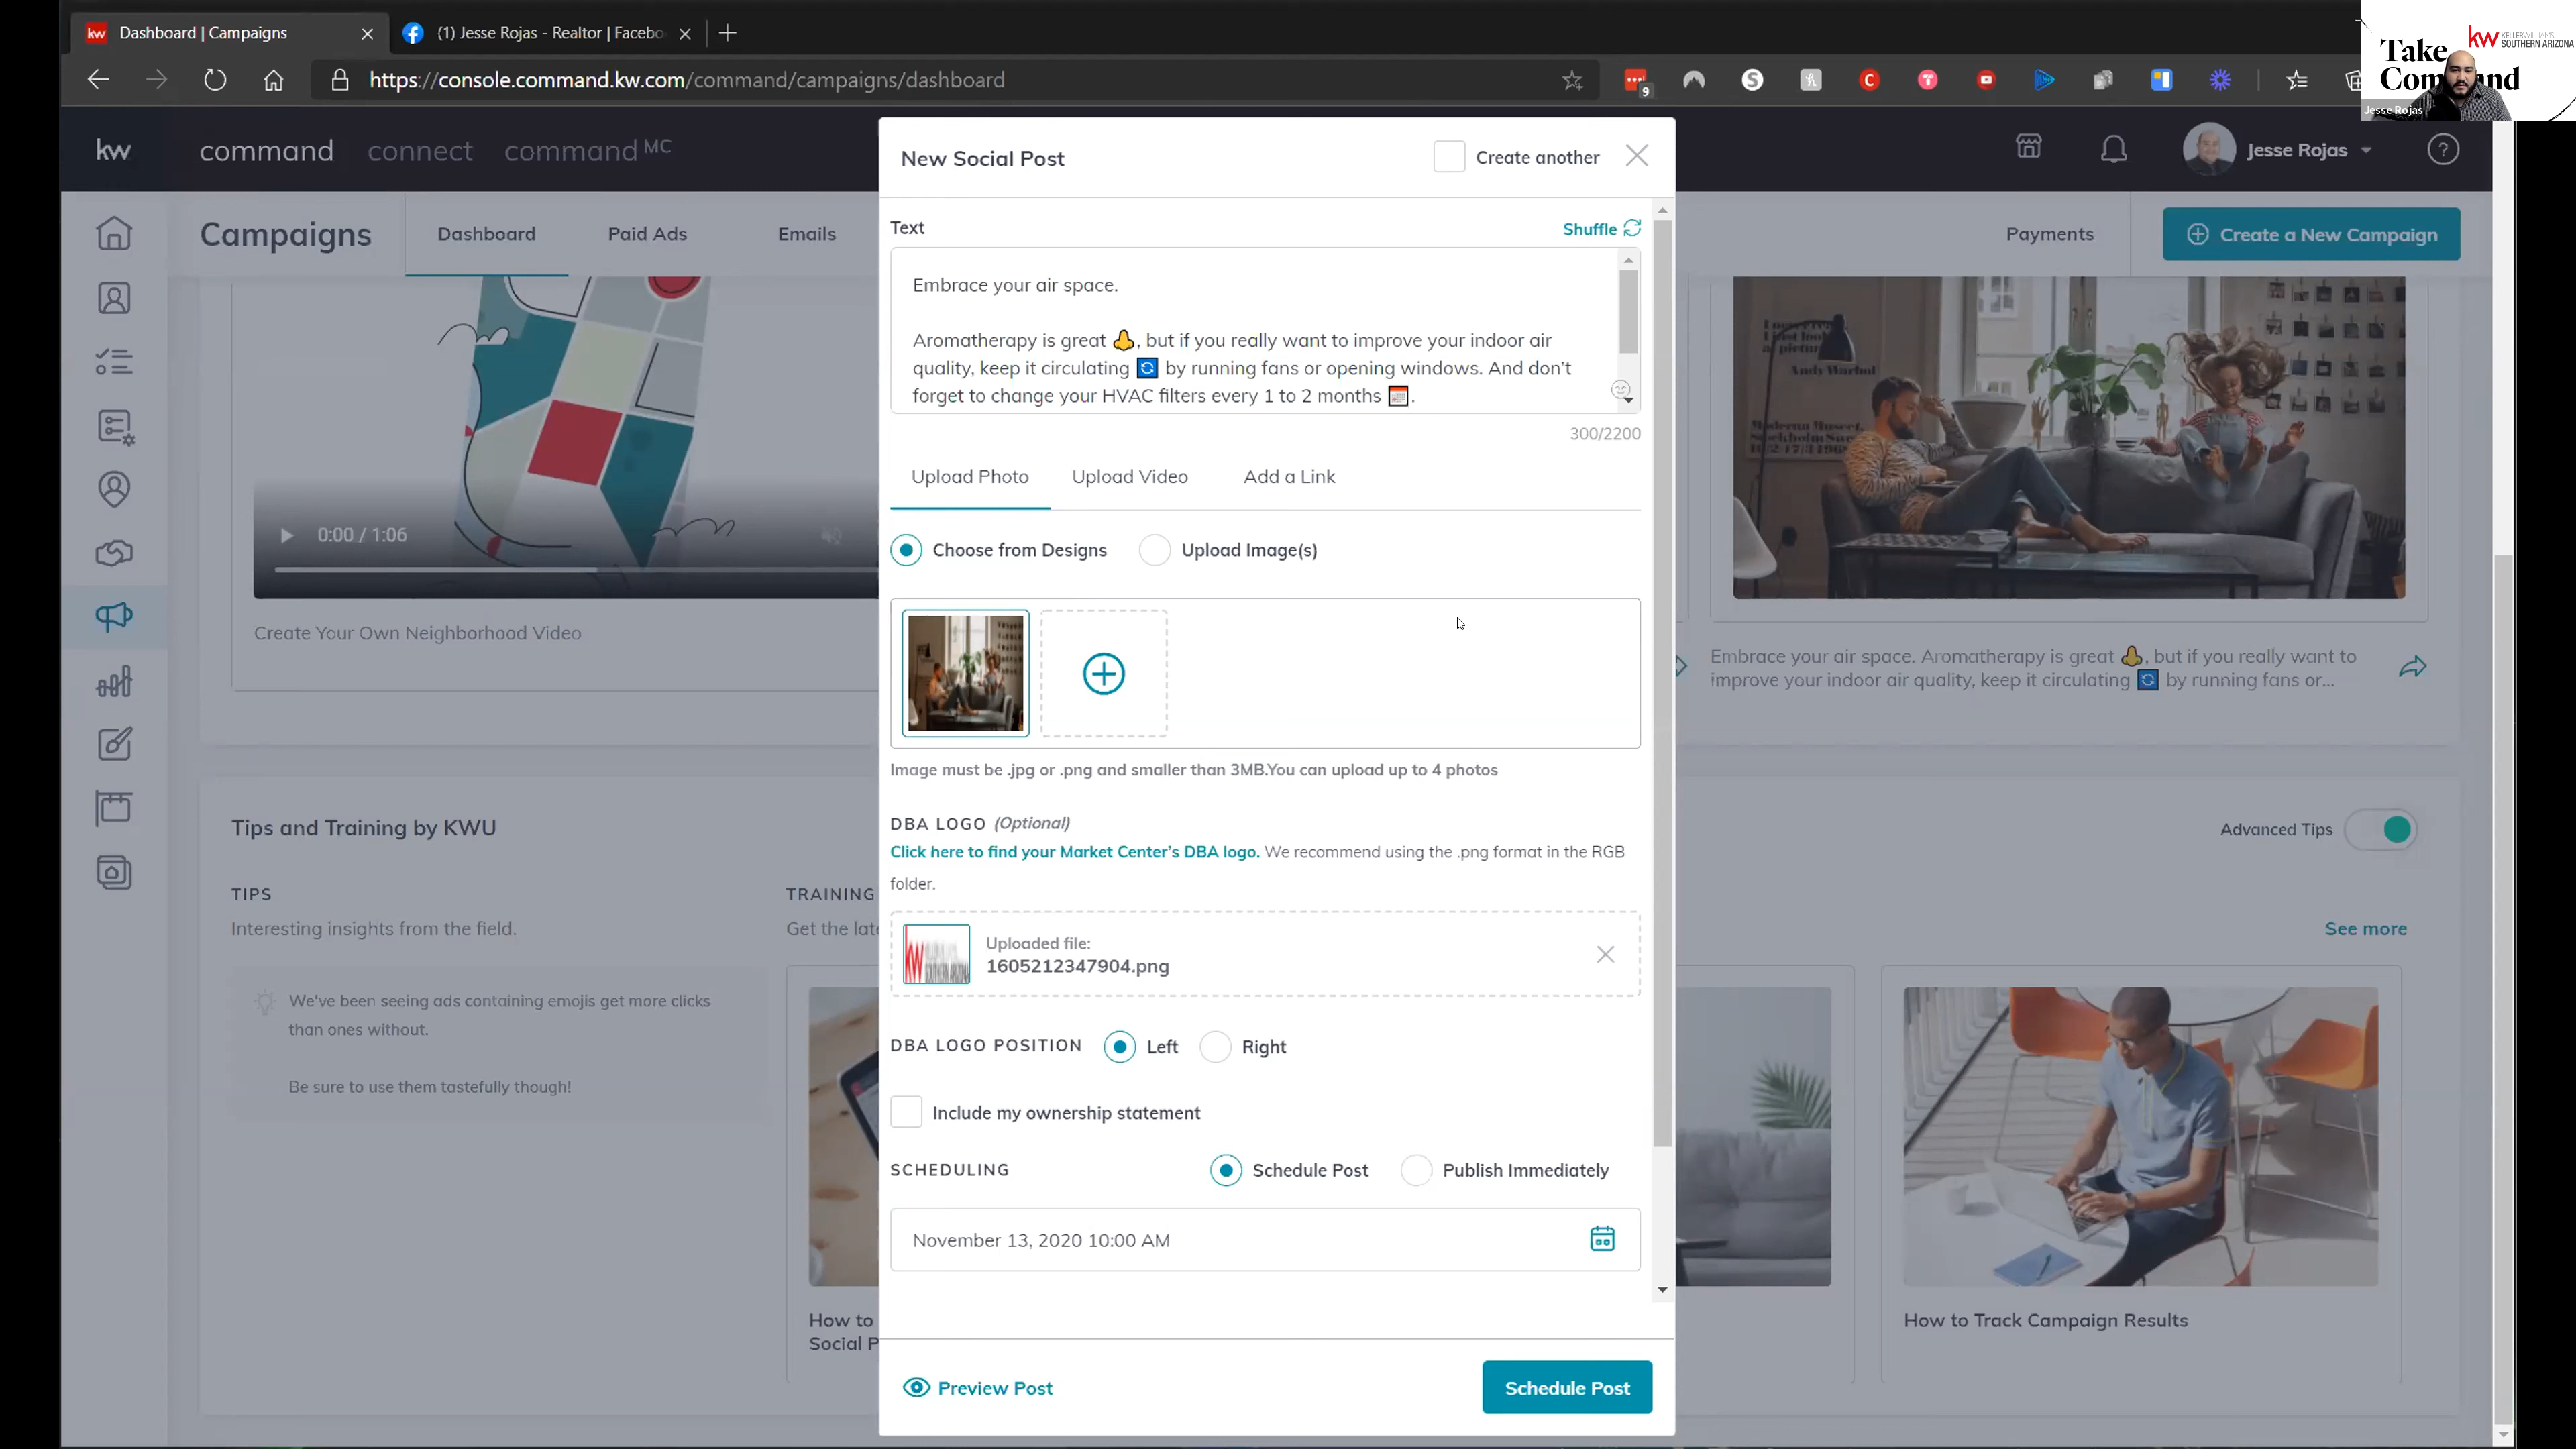 Dashboard | Campaigns
(1) Jesse Rojas - Realtor | Facebo
https://console.command.kw.com/command/campaigns/dashboard
9
Take
Command
kw KELLERWILLIAMS
SOUTHERN ARIZONA
Jesse Rojas
kw
command
connect
command MC
Jesse Rojas
Campaigns
Dashboard
Paid Ads
Emails
Payments
Create a New Campaign
New Social Post
Create another
Text
Shuffle
Embrace your air space.
Aromatherapy is great 👃, but if you really want to improve your indoor air
quality, keep it circulating 🔄 by running fans or opening windows. And don't
forget to change your HVAC filters every 1 to 2 months 📅.
300/2200
Upload Photo
Upload Video
Add a Link
Choose from Designs
Upload Image(s)
Image must be .jpg or .png and smaller than 3MB.You can upload up to 4 photos
DBA LOGO (Optional)
Click here to find your Market Center's DBA logo. We recommend using the .png format in the RGB
folder.
Uploaded file:
1605212347904.png
DBA LOGO POSITION
Left
Right
Include my ownership statement
SCHEDULING
Schedule Post
Publish Immediately
November 13, 2020 10:00 AM
Preview Post
Schedule Post
0:00 / 1:06
Create Your Own Neighborhood Video
Andy Warhol
Moderna Museet,
Embrace your air space. Aromatherapy is great 👃, but if you really want to
improve your indoor air quality, keep it circulating 🔄 by running fans or...
Tips and Training by KWU
Advanced Tips
TIPS
Interesting insights from the field.
TRAINING
Get the late
See more
We've been seeing ads containing emojis get more clicks
than ones without.
Be sure to use them tastefully though!
How to
Social P
How to Track Campaign Results